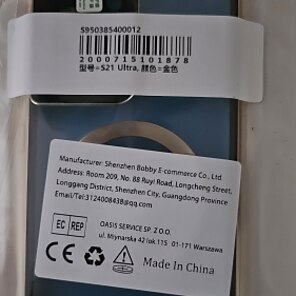 S950385400012
2000715101878
型号=S21 Ultra, 颜色=金色
Manufacturer: Shenzhen Bobby E-commerce Co., Ltd
Address: Room 209, No. 88 Ruyi Road, Longcheng Street,
Longgang District, Shenzhen City, Guangdong Province
Email/Tel:3124008438@qq.com
EC REP
OASIS SERVICE SP. Z O.O.
ul. Młynarska 42 lok.115 01-171 Warszawa
CE Made In China